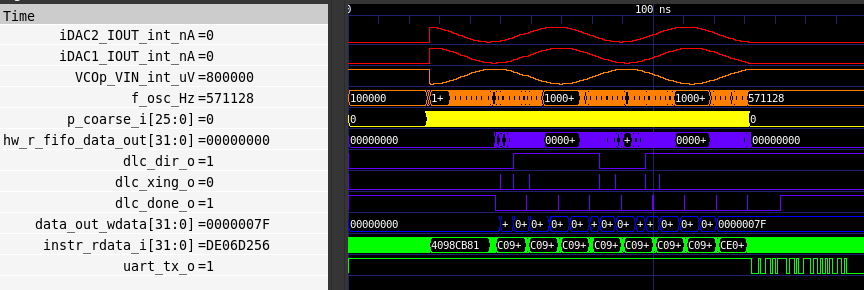 Time
0 100 ns
iDAC2_IOUT_int_nA=0
iDAC1_IOUT_int_nA=0
VCOp_VIN_int_uV=800000
f_osc_Hz=571128 100000 1+ 1000+ 1000+ 571128
p_coarse_i[25:0]=0 0 0
hw_r_fifo_data_out[31:0]=00000000 00000000 0000+ + 0000+ 00000000
dlc_dir_o=1
dlc_xing_o=0
dlc_done_o=1
data_out_wdata[31:0]=0000007F 00000000 + 0+ 0+ 0+ 0+ + 0+ 0+ + + 0+ 0+ 0+ 0+ 0000007F
instr_rdata_i[31:0]=DE06D256 4098CB81 C09+ C09+ C09+ C09+ C09+ C09+ C09+ CE0+
uart_tx_o=1